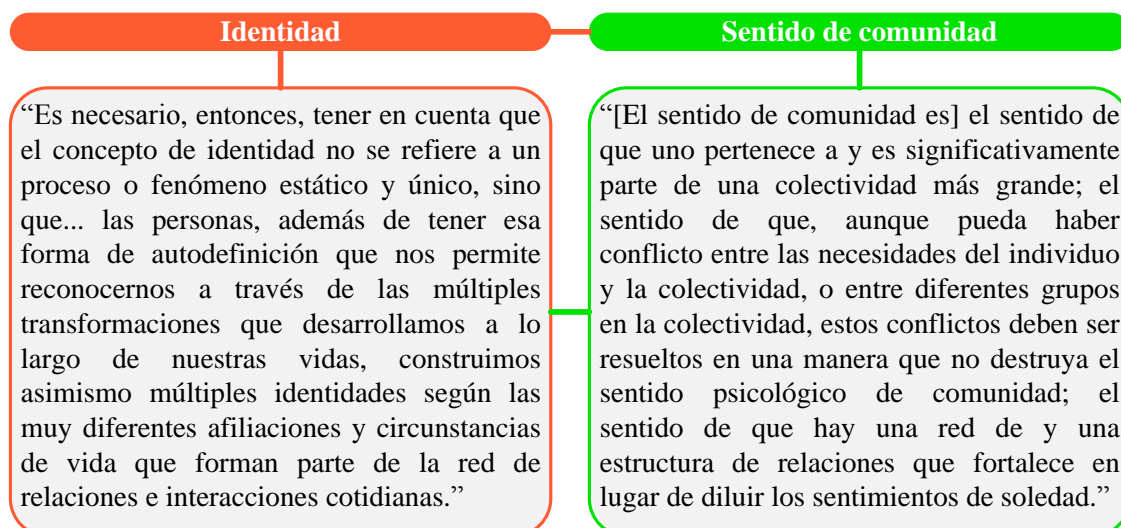 Identidad
“Es necesario, entonces, tener en cuenta que
el concepto de identidad no se refiere a un
proceso o fenómeno estático y único, sino
que... las personas, además de tener esa
forma de autodefinición que nos permite
reconocernos a través de las múltiples
transformaciones que desarrollamos a lo
largo de nuestras vidas, construimos
asimismo múltiples identidades según las
muy diferentes afiliaciones y circunstancias
de vida que forman parte de la red de
relaciones e interacciones cotidianas.”
Sentido de comunidad
“[El sentido de comunidad es] el sentido de
que uno pertenece a y es significativamente
parte de una colectividad más grande; el
sentido de que, aunque pueda haber
conflicto entre las necesidades del individuo
y la colectividad, o entre diferentes grupos
en la colectividad, estos conflictos deben ser
resueltos en una manera que no destruya el
sentido psicológico de comunidad; el
sentido de que hay una red de y una
estructura de relaciones que fortalece en
lugar de diluir los sentimientos de soledad.”